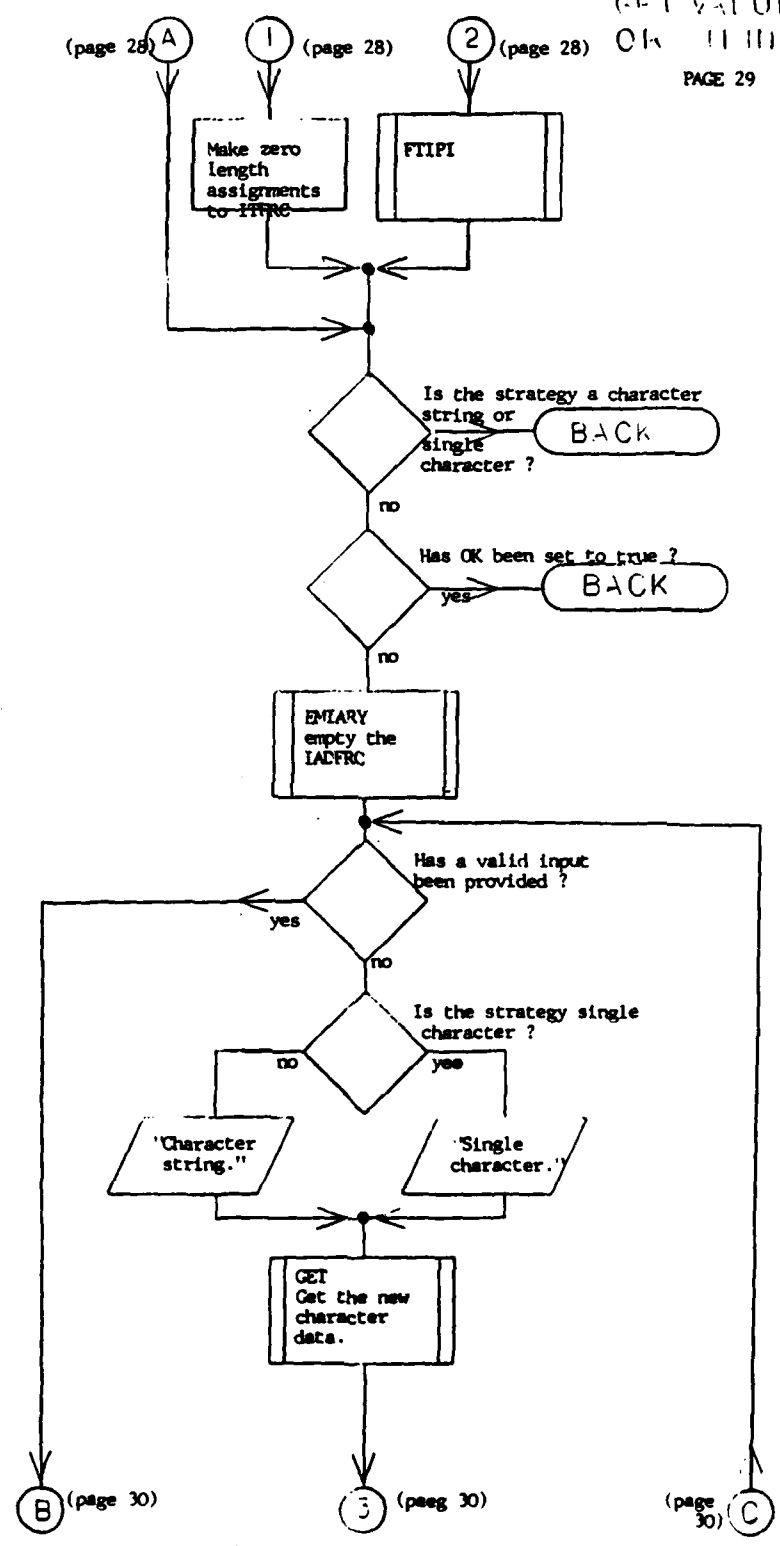 (page 28) A
1 (page 28)
2 (page 28)
PAGE 29
Make zero
length
assignments
to ITFRC
FTIPI
Is the strategy a character
string or
single
character ?
BACK
no
Has OK been set to true ?
yes
BACK
no
EMIARY
empty the
IADFRC
Has a valid input
been provided ?
yes
no
Is the strategy single
character ?
no
yes
"Character
string."
"Single
character."
GET
Get the new
character
data.
B (page 30)
3 (paeg 30)
(page
30) C